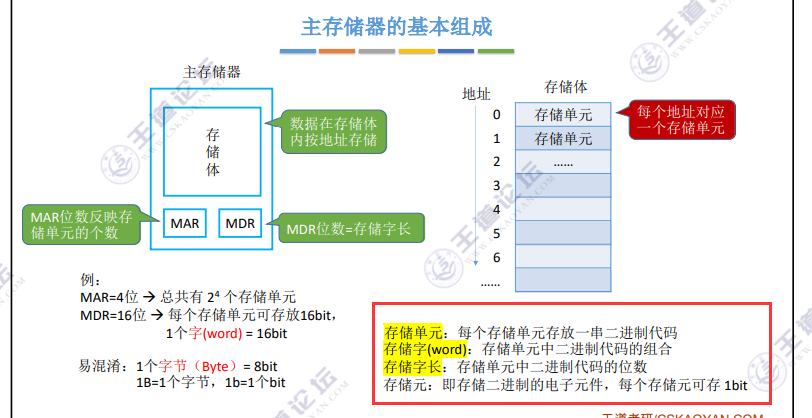 主存储器的基本组成
主存储器
存
储
体
MAR
MDR
数据在存储体
内按地址存储
MAR位数反映存
储单元的个数
MDR位数=存储字长
地址
存储体
0
存储单元
1
存储单元
2
……
3
4
5
6
……
每个地址对应
一个存储单元
例：
MAR=4位 → 总共有 2⁴ 个存储单元
MDR=16位 → 每个存储单元可存放16bit，
1个字(word) = 16bit
易混淆：1个字节（Byte）= 8bit
1B=1个字节，1b=1个bit
存储单元：每个存储单元存放一串二进制代码
存储字(word)：存储单元中二进制代码的组合
存储字长：存储单元中二进制代码的位数
存储元：即存储二进制的电子元件，每个存储元可存 1bit
王道考研/CSKAOYAN.COM
王道论坛
WWW.CSKAOYAN.COM